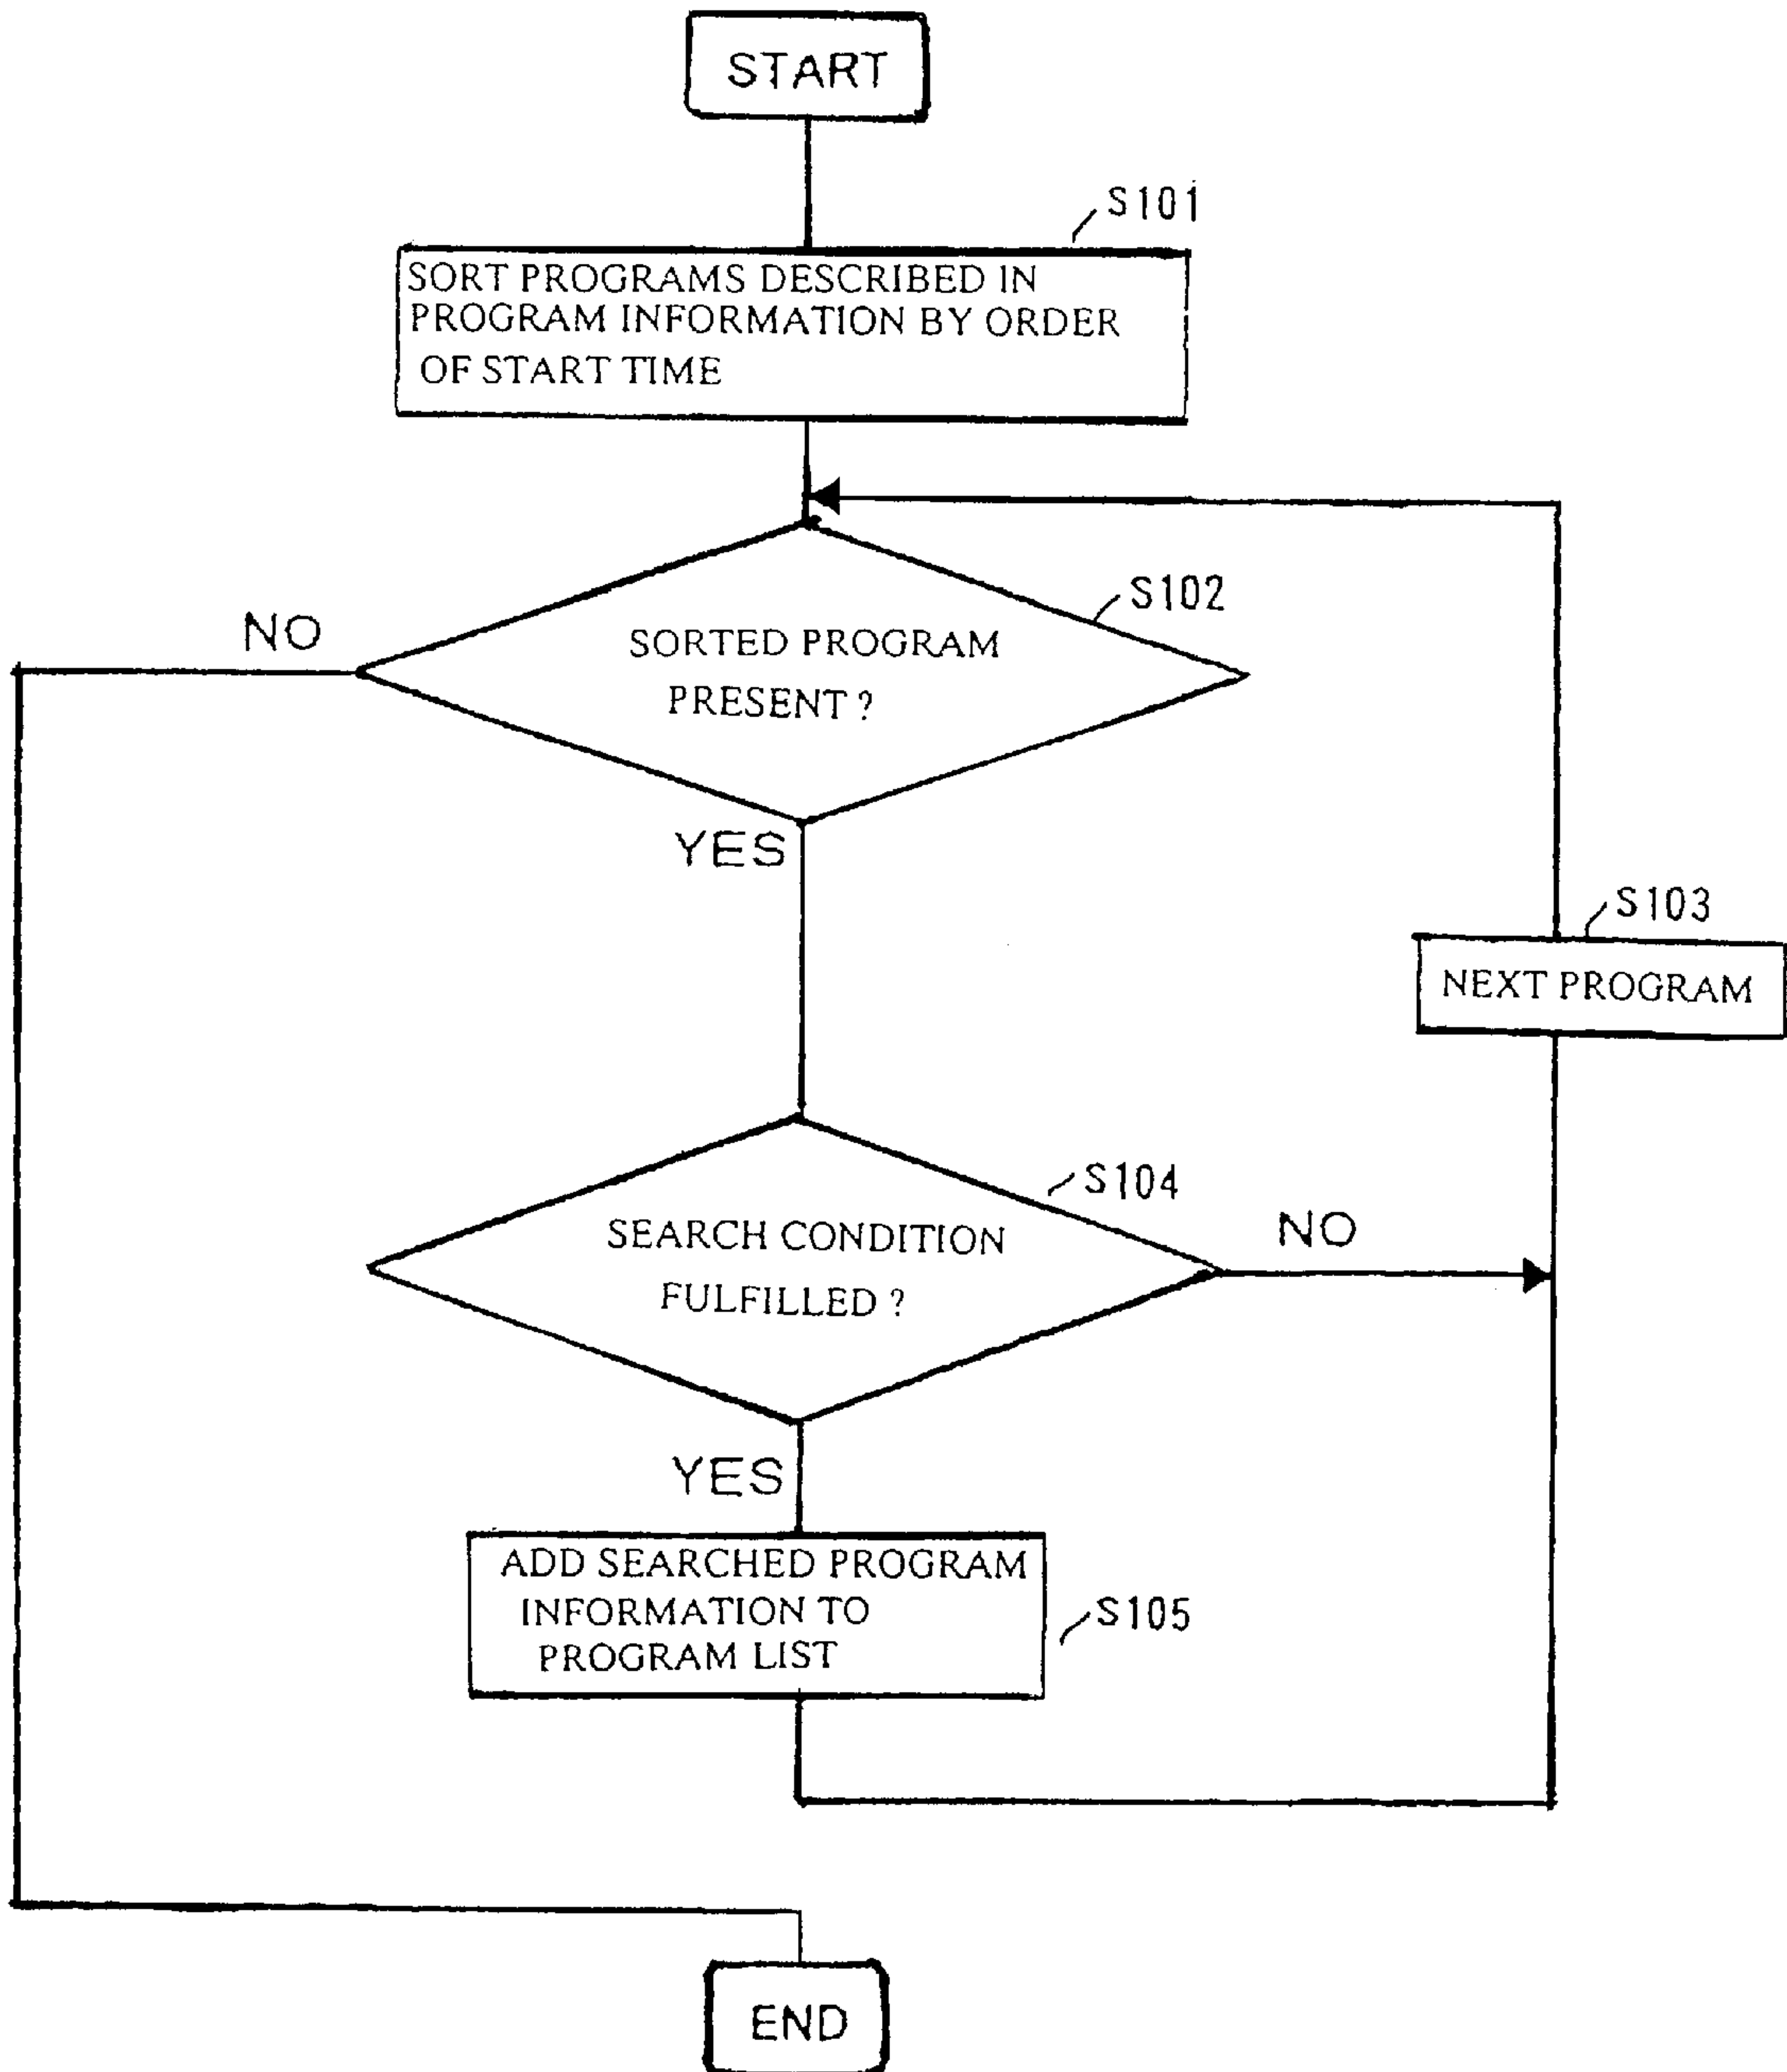 START
S101
SORT PROGRAMS DESCRIBED IN
PROGRAM INFORMATION BY ORDER
OF START TIME
S102
NO
SORTED PROGRAM
PRESENT ?
YES
S103
NEXT PROGRAM
S104
SEARCH CONDITION
FULFILLED ?
NO
YES
ADD SEARCHED PROGRAM
INFORMATION TO
PROGRAM LIST
S105
END